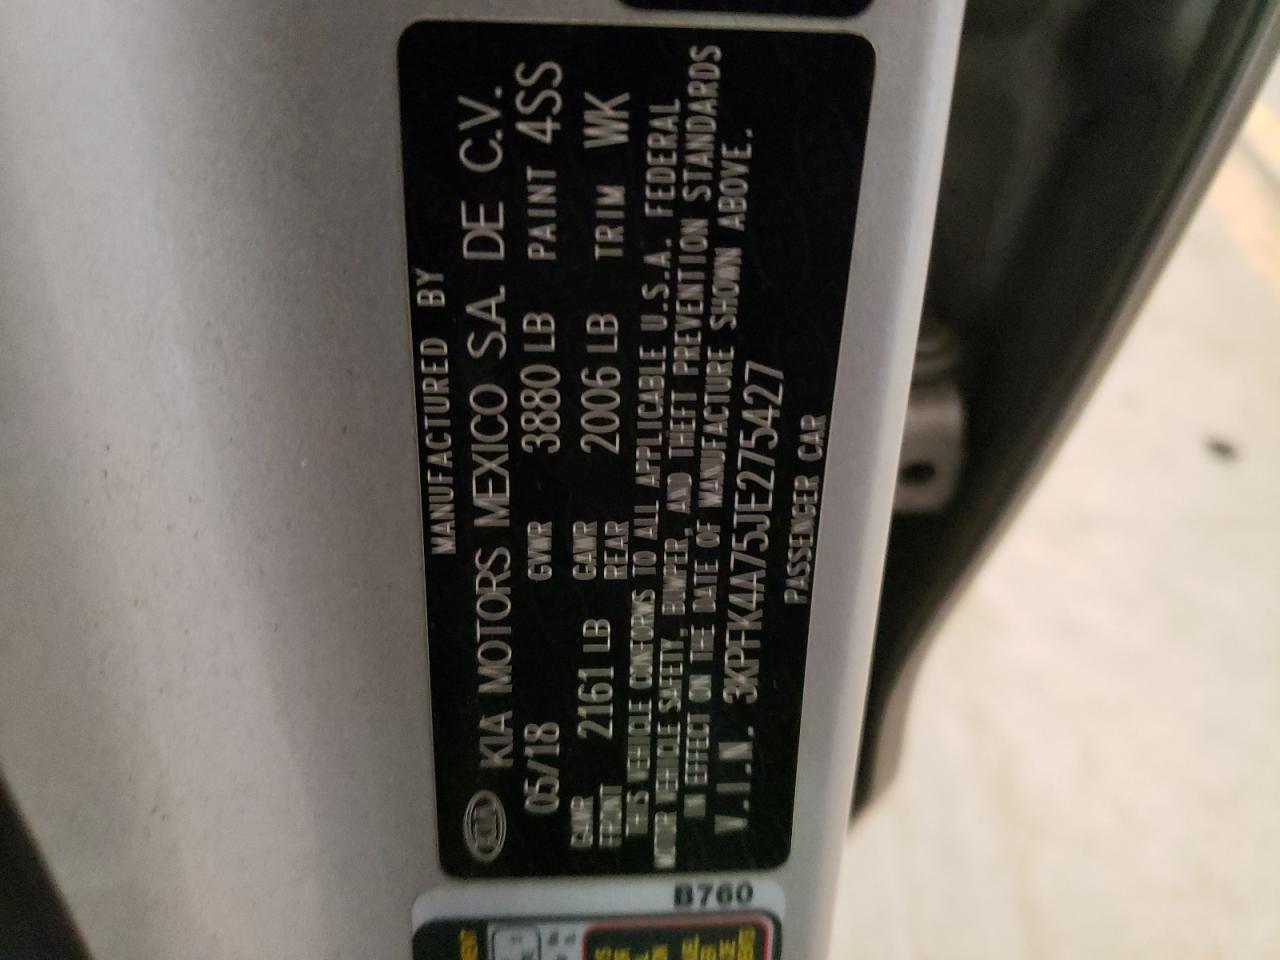 MANUFACTURED BY
KIA KIA MOTORS MEXICO S.A. DE C.V.
05/18 GVWR 3880 LB PAINT 4SS
GAWR FRONT 2161 LB GAWR REAR 2006 LB TRIM WK
THIS VEHICLE CONFORMS TO ALL APPLICABLE U.S.A. FEDERAL
MOTOR VEHICLE SAFETY, BUMPER, AND THEFT PREVENTION STANDARDS
IN EFFECT ON THE DATE OF MANUFACTURE SHOWN ABOVE.
V.I.N. 3KPFK4A75JE275427
PASSENGER CAR
B760